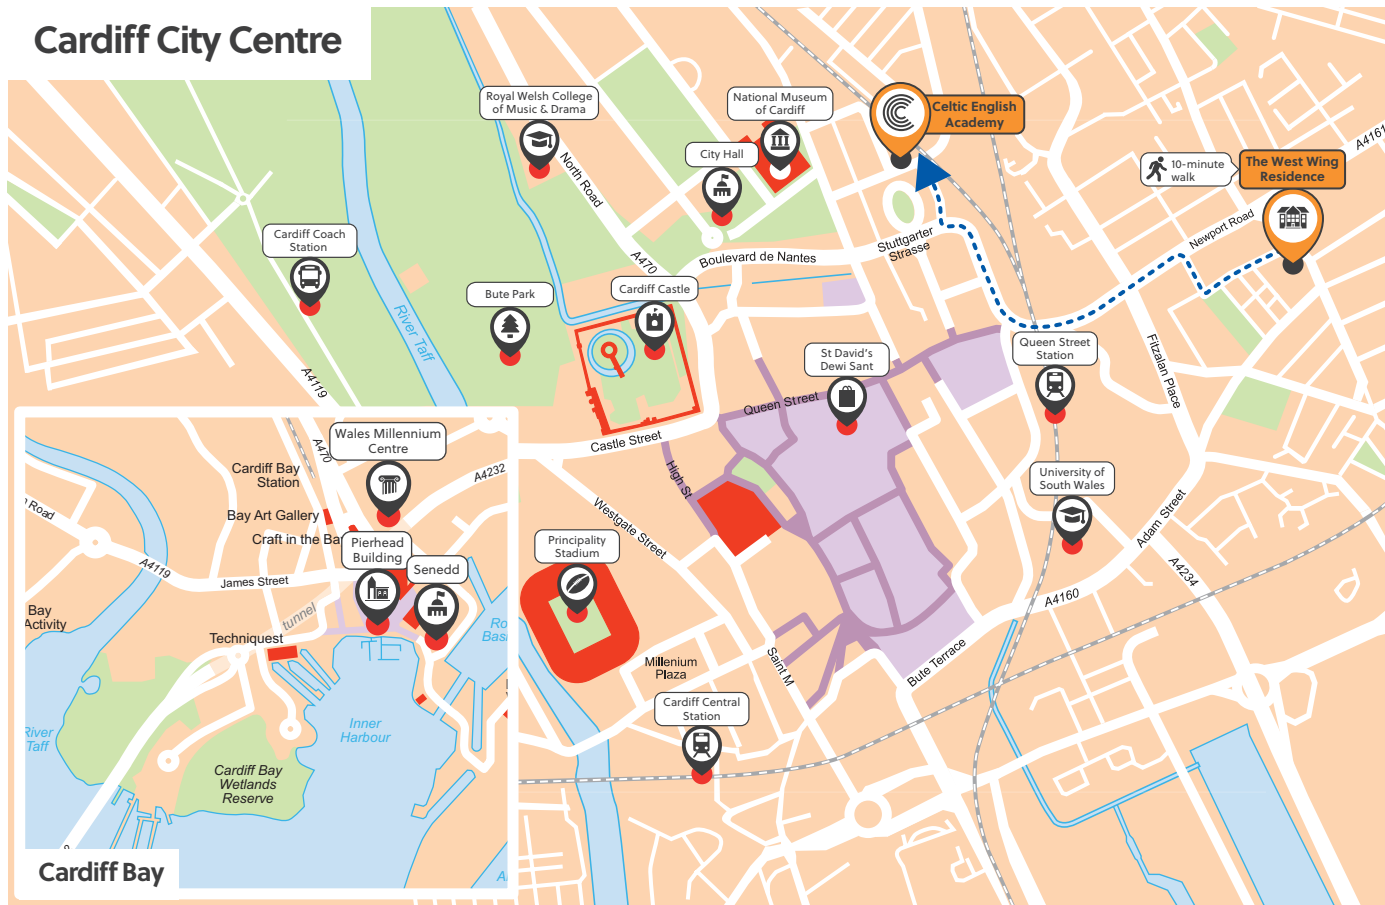 Cardiff City Centre
Royal Welsh College
of Music & Drama
National Museum
of Cardiff
Celtic English
Academy
City Hall
10-minute
walk
The West Wing
Residence
A4161
North Road
Cardiff Coach
Station
Stuttgarter
Strasse
Newport Road
Boulevard de Nantes
A470
Bute Park
Cardiff Castle
River Taff
Queen Street
Station
St David's
Dewi Sant
Fitzalan Place
A4119
Queen Street
Castle Street
High St
University of
South Wales
Westgate Street
Adam Street
Principality
Stadium
A4234
A4160
Millenium
Plaza
Saint M
Bute Terrace
Cardiff Central
Station
Wales Millennium
Centre
A470
Cardiff Bay
Station
A4232
Road
Bay Art Gallery
Craft in the Ba
Pierhead
Building
Senedd
A4119
James Street
tunnel
Bay
Activity
Techniquest
Ro
Bas
Inner
Harbour
River
Taff
Cardiff Bay
Wetlands
Reserve
Cardiff Bay
A